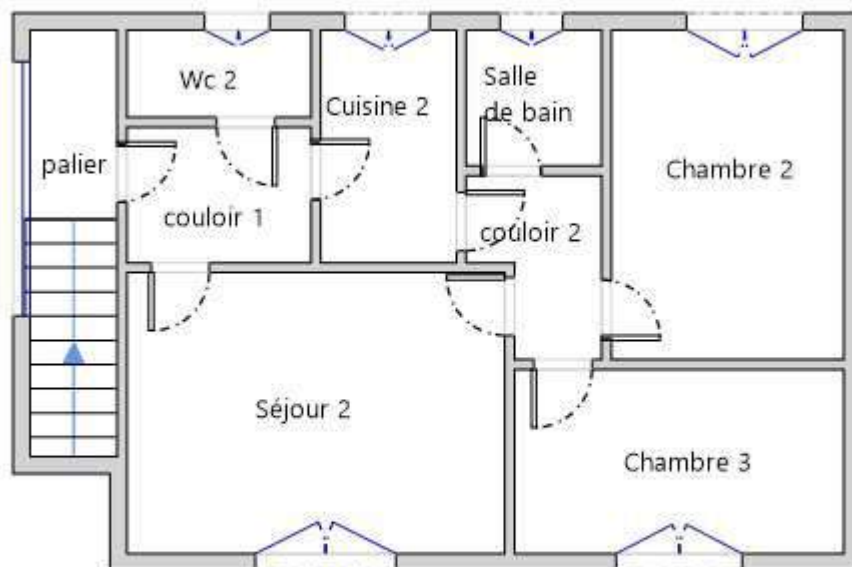 Wc 2
Cuisine 2
Salle
de bain
palier
Chambre 2
couloir 1
couloir 2
Séjour 2
Chambre 3